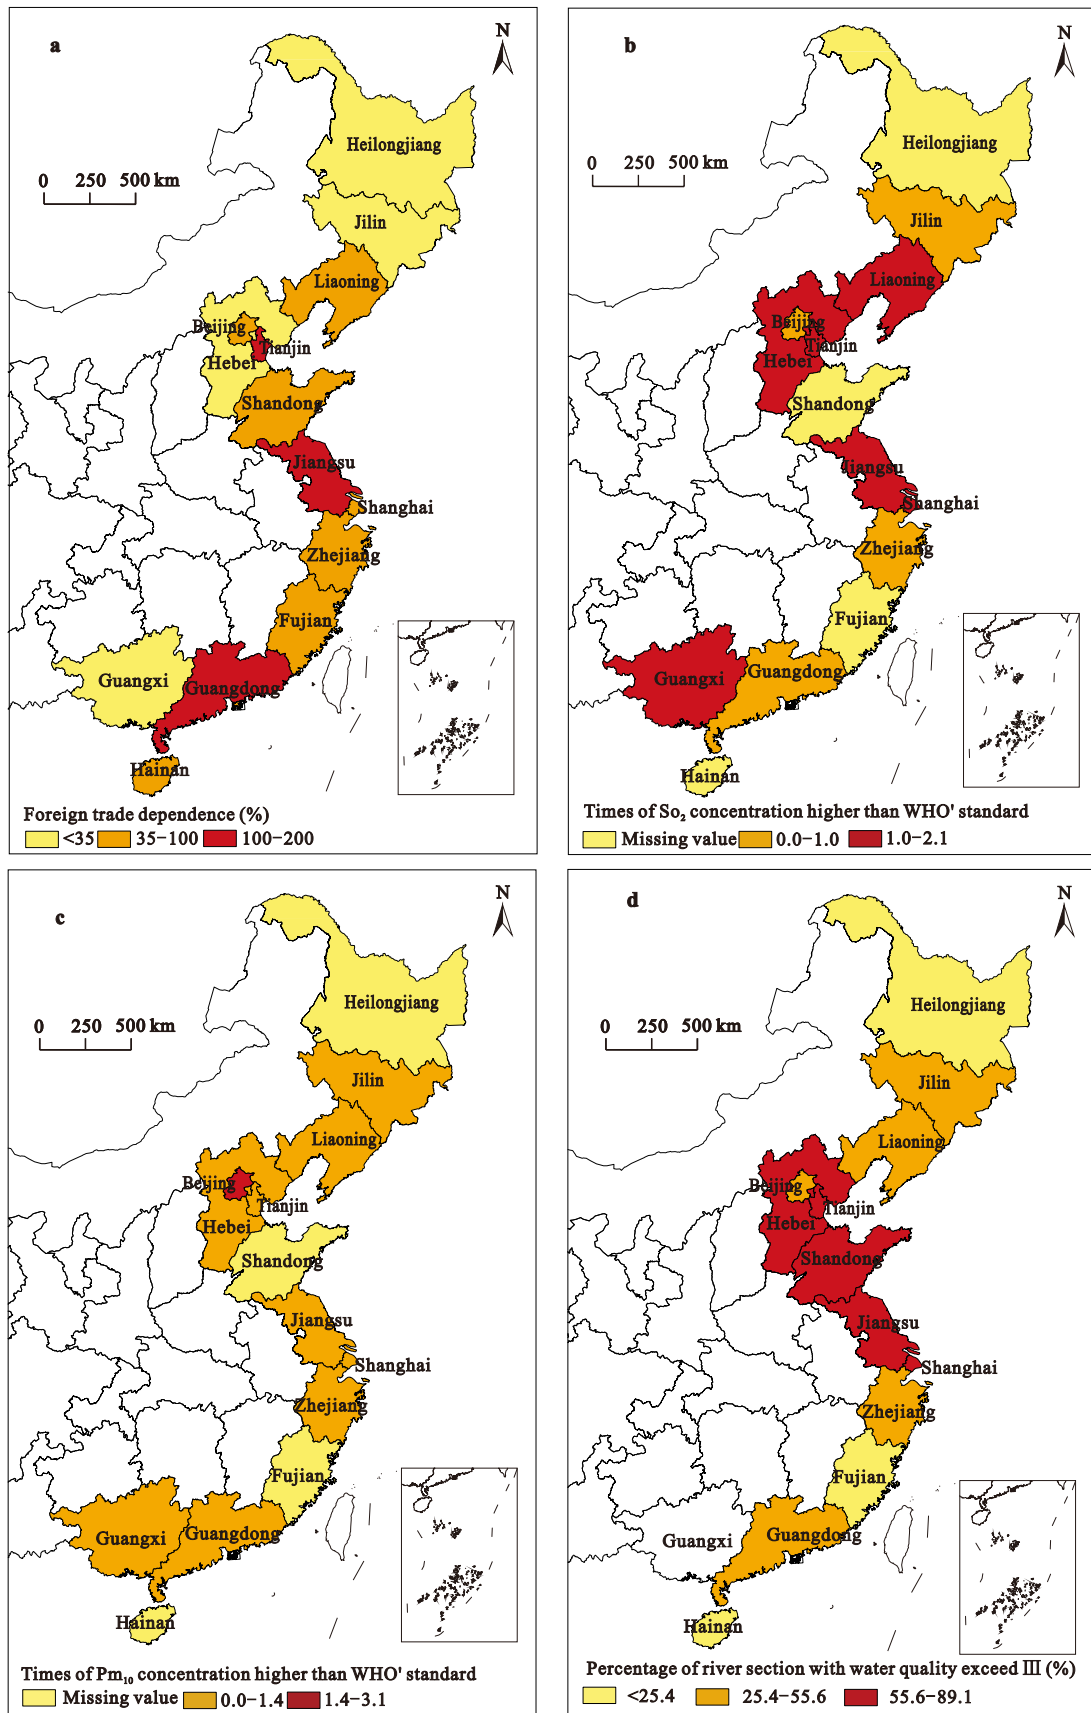 a
N
Heilongjiang
0 250 500 km
Jilin
Liaoning
Beijing
Tianjin
Hebei
Shandong
Jiangsu
Shanghai
Zhejiang
Fujian
Guangxi
Guangdong
Hainan
Foreign trade dependence (%)
<35 35-100 100-200
b
N
Heilongjiang
0 250 500 km
Jilin
Liaoning
Beijing
Tianjin
Hebei
Shandong
Jiangsu
Shanghai
Zhejiang
Fujian
Guangxi
Guangdong
Hainan
Times of So₂ concentration higher than WHO' standard
Missing value 0.0-1.0 1.0-2.1
c
N
Heilongjiang
0 250 500 km
Jilin
Liaoning
Beijing
Tianjin
Hebei
Shandong
Jiangsu
Shanghai
Zhejiang
Fujian
Guangxi
Guangdong
Hainan
Times of Pm₁₀ concentration higher than WHO' standard
Missing value 0.0-1.4 1.4-3.1
d
N
Heilongjiang
0 250 500 km
Jilin
Liaoning
Beijing
Tianjin
Hebei
Shandong
Jiangsu
Shanghai
Zhejiang
Fujian
Guangxi
Guangdong
Hainan
Percentage of river section with water quality exceed III (%)
<25.4 25.4-55.6 55.6-89.1